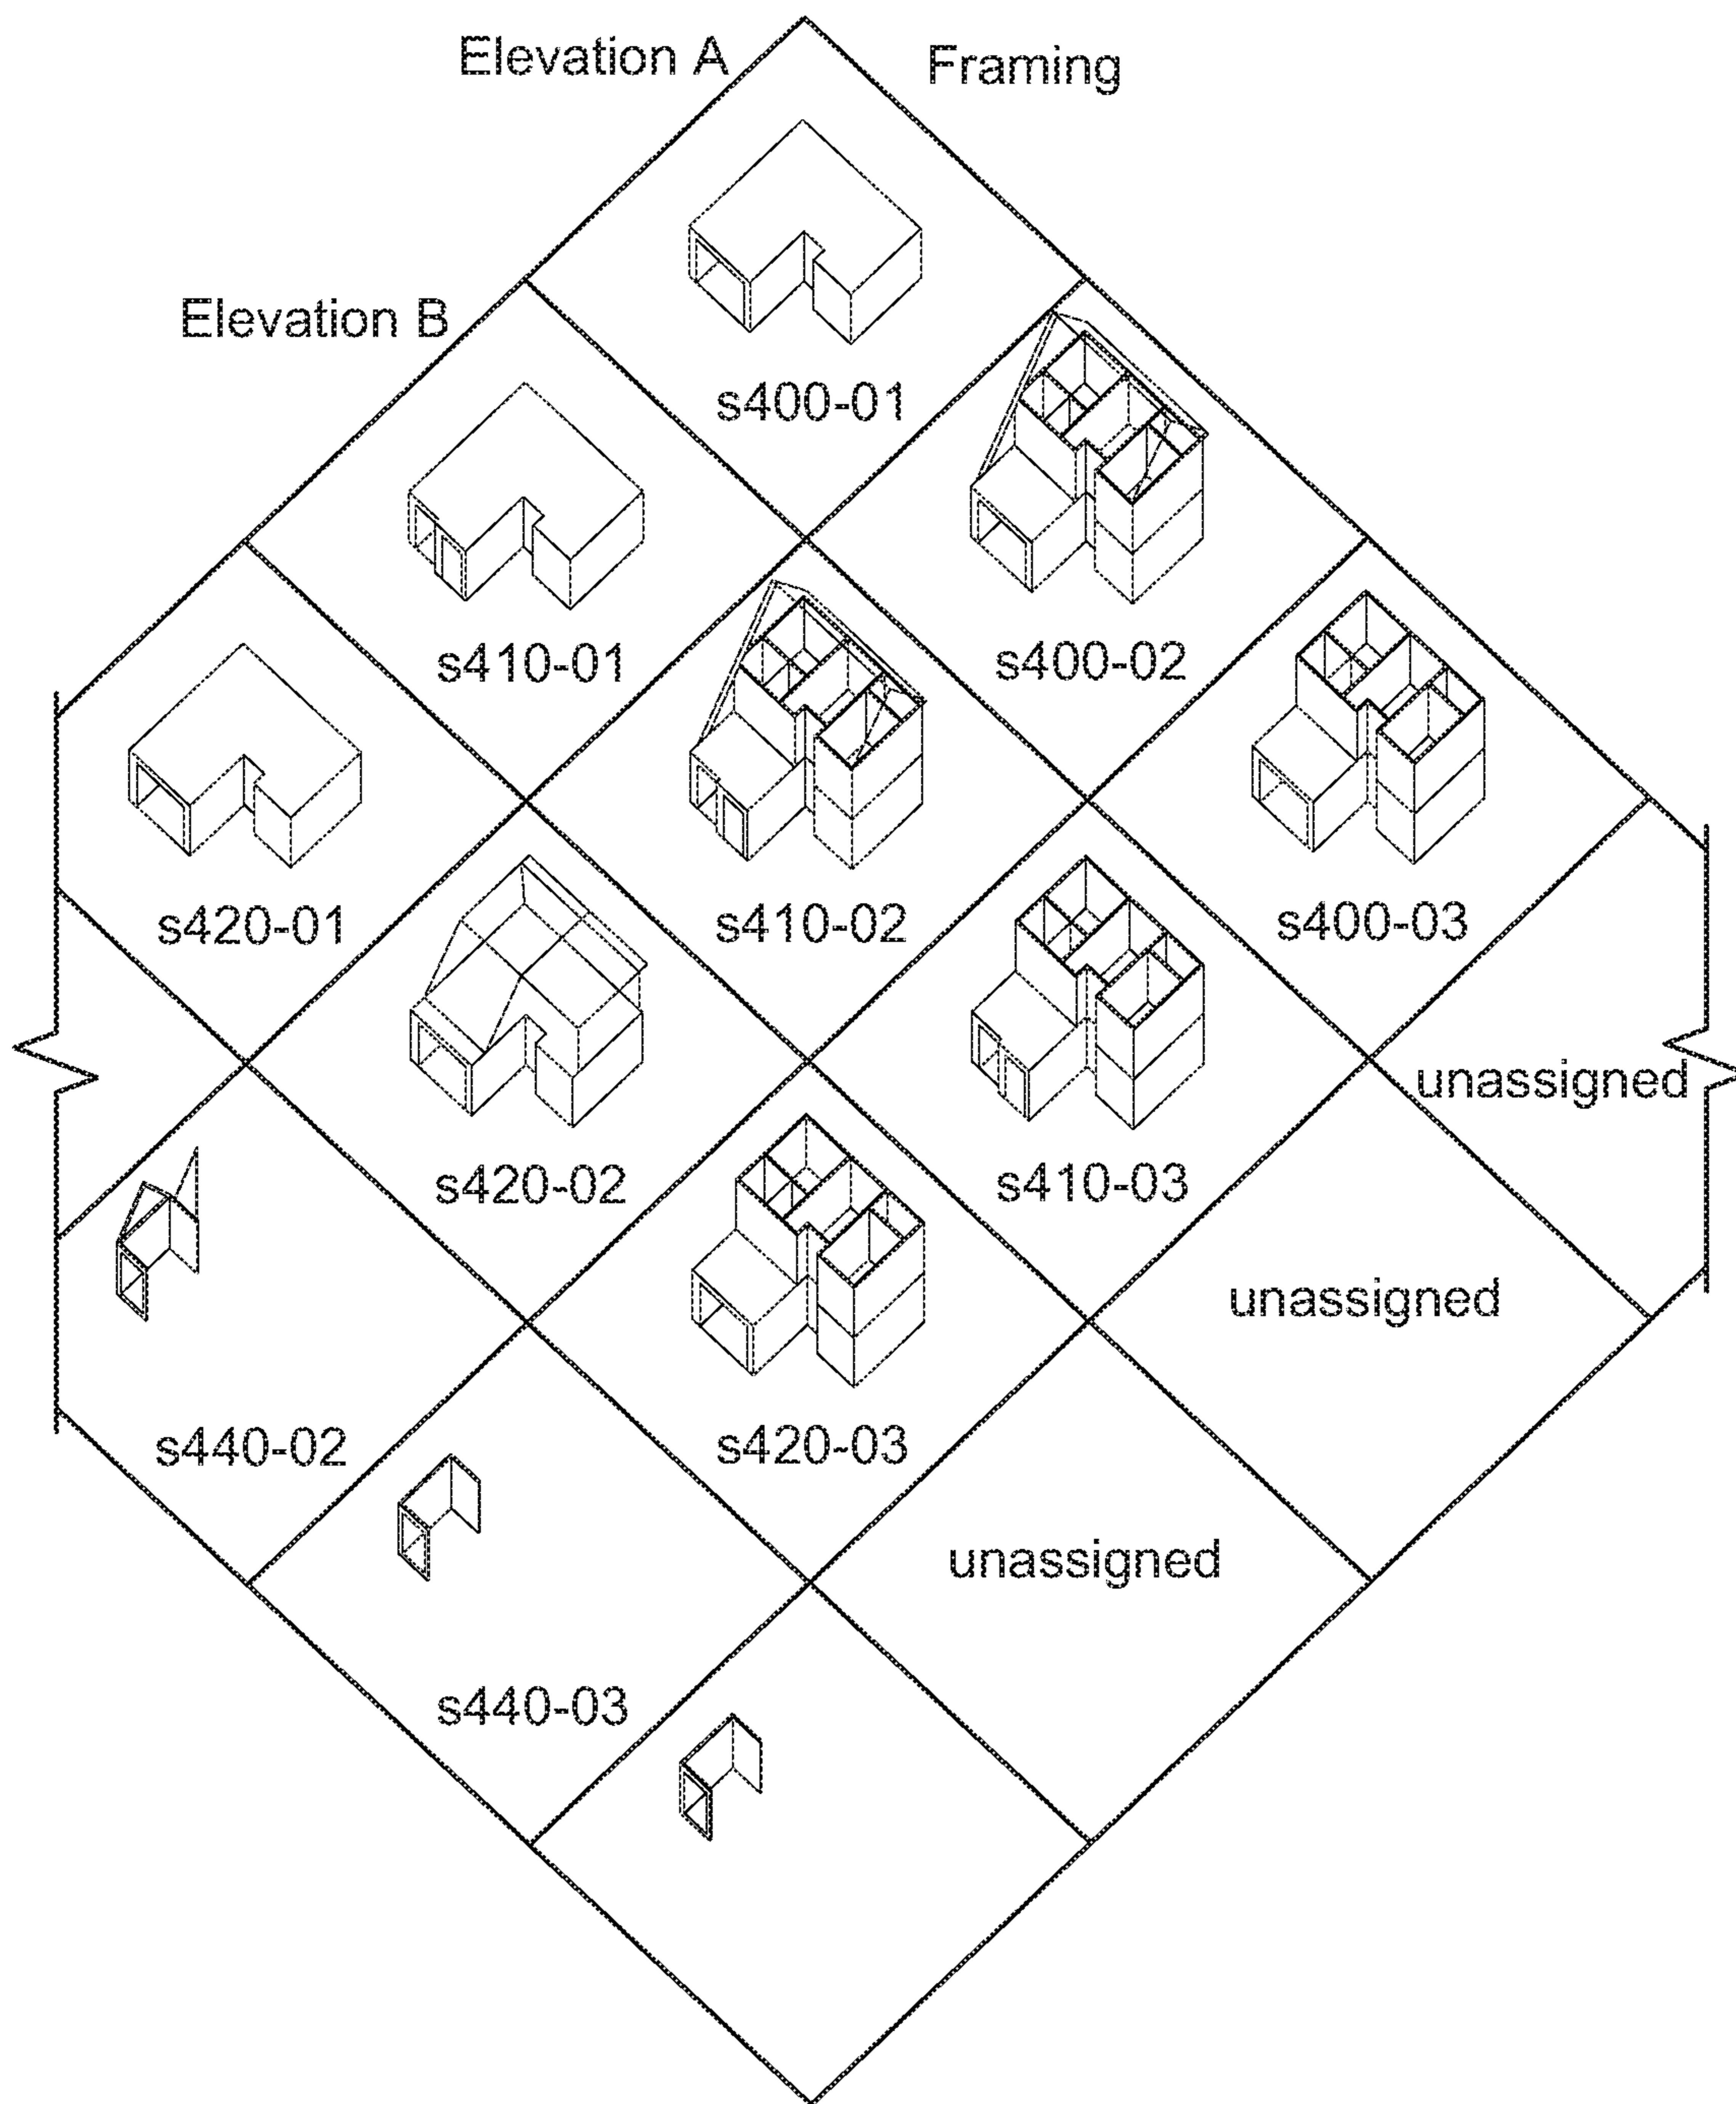 Elevation A
Framing
Elevation B
s400-01
s410-01
s400-02
s420-01
s410-02
s400-03
unassigned
s420-02
s410-03
unassigned
s440-02
s420-03
unassigned
s440-03